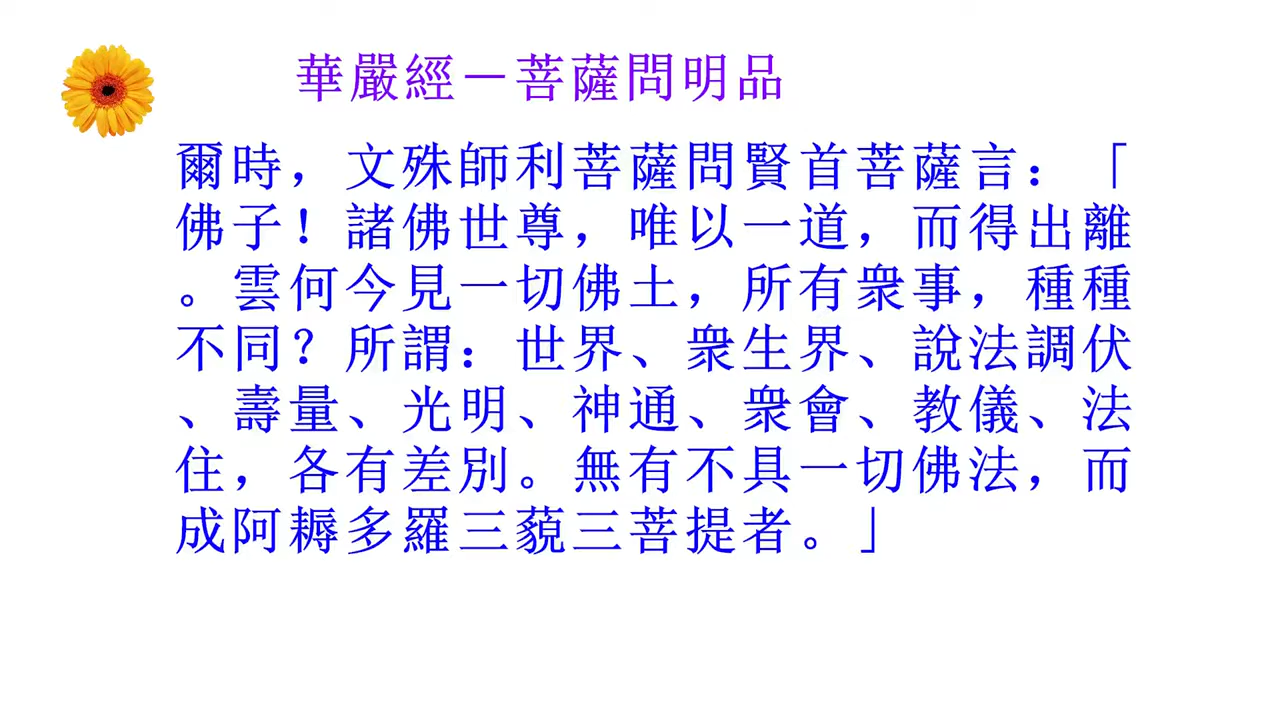 華嚴經－菩薩問明品
爾時，文殊師利菩薩問賢首菩薩言：「
佛子！諸佛世尊，唯以一道，而得出離
。雲何今見一切佛土，所有衆事，種種
不同？所謂：世界、衆生界、說法調伏
、壽量、光明、神通、衆會、教儀、法
住，各有差別。無有不具一切佛法，而
成阿耨多羅三藐三菩提者。」